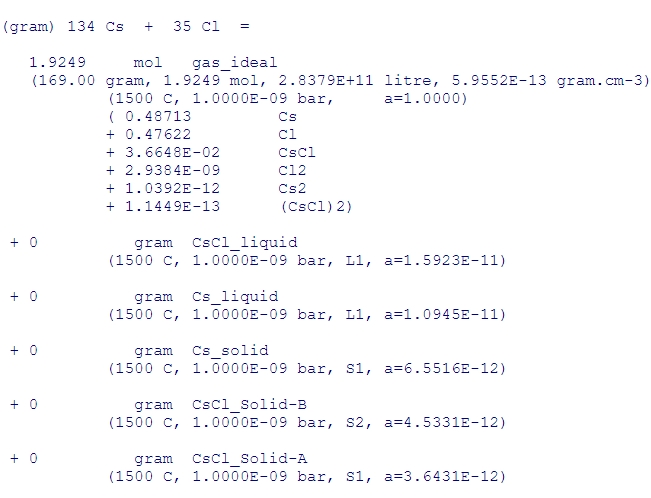 (gram) 134 Cs + 35 Cl =
1.9249 mol gas_ideal
(169.00 gram, 1.9249 mol, 2.8379E+11 litre, 5.9552E-13 gram.cm-3)
(1500 C, 1.0000E-09 bar, a=1.0000)
( 0.48713 Cs
+ 0.47622 Cl
+ 3.6648E-02 CsCl
+ 2.9384E-09 Cl2
+ 1.0392E-12 Cs2
+ 1.1449E-13 (CsCl)2)
+ 0 gram CsCl_liquid
(1500 C, 1.0000E-09 bar, L1, a=1.5923E-11)
+ 0 gram Cs_liquid
(1500 C, 1.0000E-09 bar, L1, a=1.0945E-11)
+ 0 gram Cs_solid
(1500 C, 1.0000E-09 bar, S1, a=6.5516E-12)
+ 0 gram CsCl_Solid-B
(1500 C, 1.0000E-09 bar, S2, a=4.5331E-12)
+ 0 gram CsCl_Solid-A
(1500 C, 1.0000E-09 bar, S1, a=3.6431E-12)